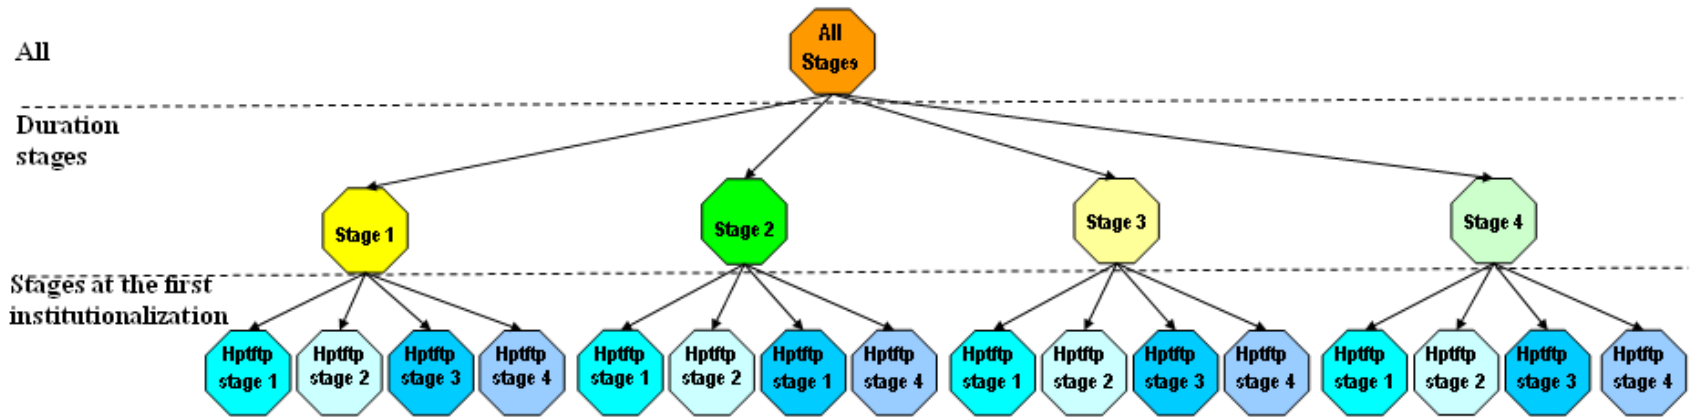 All
All
Stages
Duration
stages
Stage 1
Stage 2
Stage 3
Stage 4
Stages at the first
institutionalization
Hptftp
stage 1
Hptftp
stage 2
Hptftp
stage 3
Hptftp
stage 4
Hptftp
stage 1
Hptftp
stage 2
Hptftp
stage 1
Hptftp
stage 4
Hptftp
stage 1
Hptftp
stage 2
Hptftp
stage 3
Hptftp
stage 4
Hptftp
stage 1
Hptftp
stage 2
Hptftp
stage 3
Hptftp
stage 4